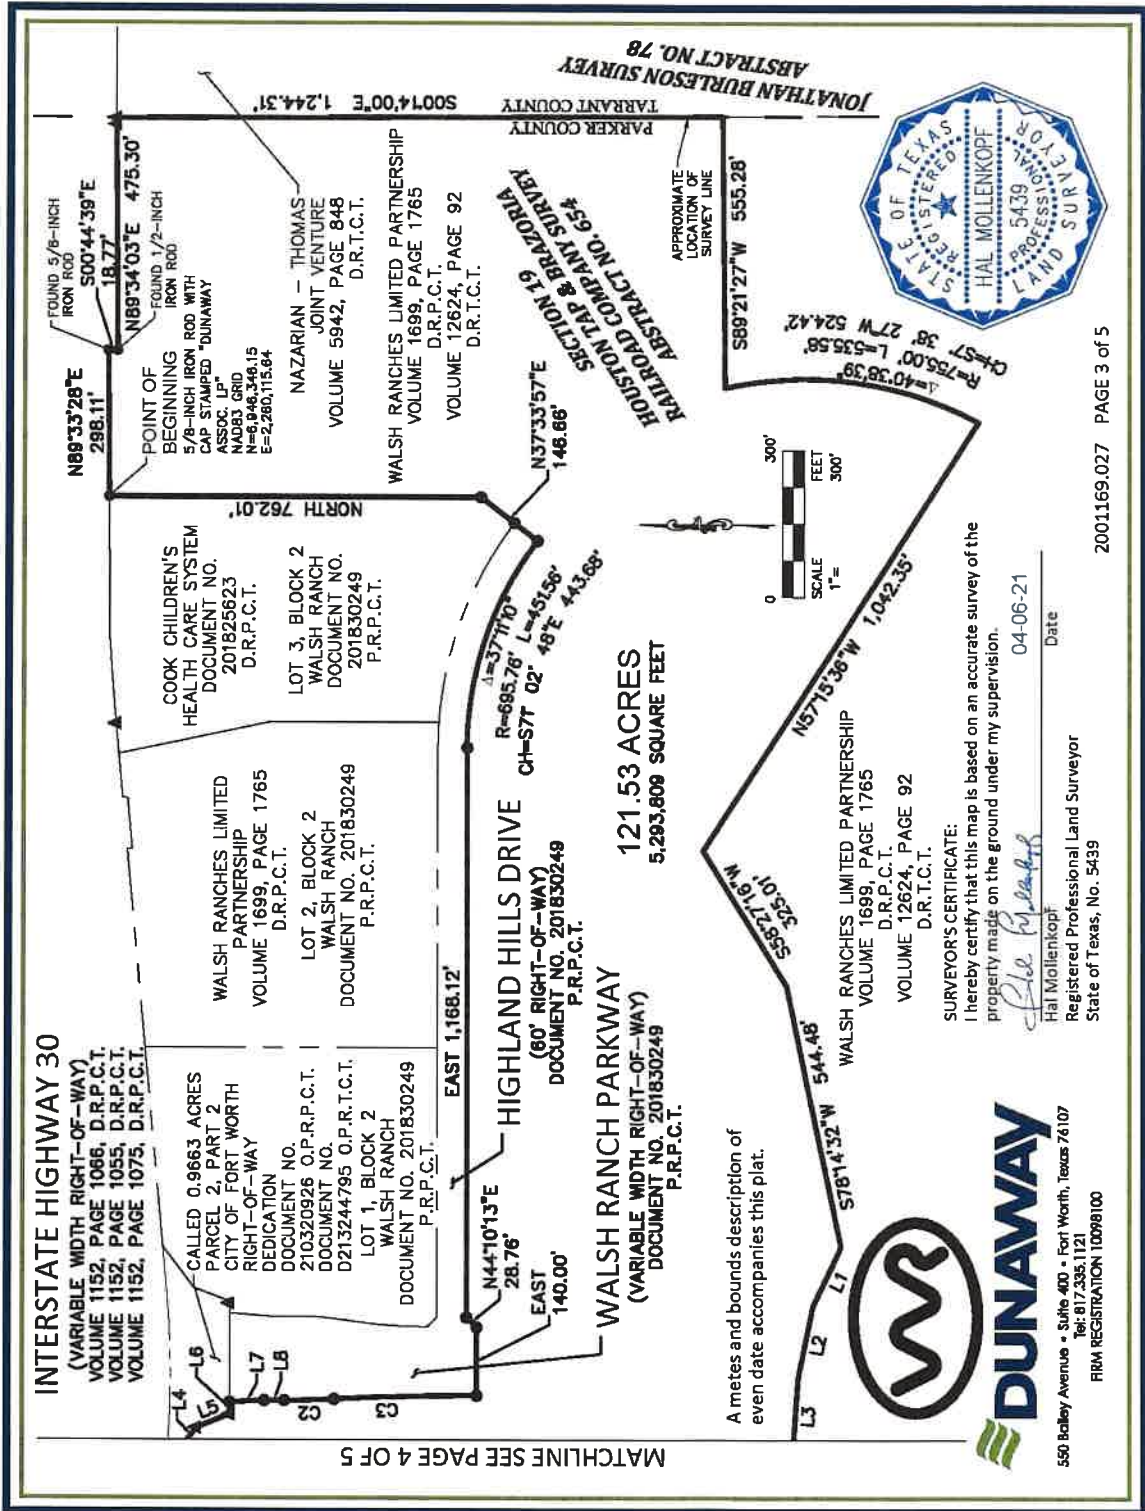 INTERSTATE HIGHWAY 30
(VARIABLE WIDTH RIGHT-OF-WAY)
VOLUME 1152, PAGE 1066, D.R.P.C.T.
VOLUME 1152, PAGE 1055, D.R.P.C.T.
VOLUME 1152, PAGE 1075, D.R.P.C.T.
L4
L5
L6
L7
L8
C2
C3
CALLED 0.9663 ACRES
PARCEL 2, PART 2
CITY OF FORT WORTH
RIGHT-OF-WAY
DEDICATION
DOCUMENT NO.
210320926 O.P.R.P.C.T.
DOCUMENT NO.
D213244795 O.P.R.T.C.T.
LOT 1, BLOCK 2
WALSH RANCH
DOCUMENT NO. 201830249
P.R.P.C.T.
WALSH RANCHES LIMITED
PARTNERSHIP
VOLUME 1699, PAGE 1765
D.R.P.C.T.
LOT 2, BLOCK 2
WALSH RANCH
DOCUMENT NO. 201830249
P.R.P.C.T.
COOK CHILDREN'S
HEALTH CARE SYSTEM
DOCUMENT NO.
201825623
D.R.P.C.T.
LOT 3, BLOCK 2
WALSH RANCH
DOCUMENT NO.
201830249
P.R.P.C.T.
N89°33'28"E
298.11'
FOUND 5/8-INCH
IRON ROD
S00°44'39"E
18.77'
N89°34'03"E 475.30'
FOUND 1/2-INCH
IRON ROD
POINT OF
BEGINNING
5/8-INCH IRON ROD WITH
CAP STAMPED "DUNAWAY
ASSOC. LP"
NAD83 GRID
N=6,946,346.15
E=2,260,115.64
NAZARIAN - THOMAS
JOINT VENTURE
VOLUME 5942, PAGE 848
D.R.T.C.T.
WALSH RANCHES LIMITED PARTNERSHIP
VOLUME 1699, PAGE 1765
D.R.P.C.T.
VOLUME 12624, PAGE 92
D.R.T.C.T.
S00°14'00"E 1,244.31'
TARRANT COUNTY
PARKER COUNTY
JONATHAN BURLESON SURVEY
ABSTRACT NO. 78
NORTH 762.01'
N37°33'57"E
146.66'
SECTION 19
HOUSTON TAP & BRAZORIA
RAILROAD COMPANY SURVEY
ABSTRACT NO. 654
APPROXIMATE
LOCATION OF
SURVEY LINE
S89°21'27"W 555.28'
Δ=40°38'39"
R=755.00' L=535.58'
CH=S7° 38' 27"W 524.42'
EAST 1,168.12'
Δ=37°11'10"
R=695.76' L=451.56'
CH=S77° 02' 48"E 443.68'
HIGHLAND HILLS DRIVE
(60' RIGHT-OF-WAY)
DOCUMENT NO. 201830249
P.R.P.C.T.
N44°10'13"E
28.76'
EAST
140.00'
WALSH RANCH PARKWAY
(VARIABLE WIDTH RIGHT-OF-WAY)
DOCUMENT NO. 201830249
P.R.P.C.T.
121.53 ACRES
5,293,809 SQUARE FEET
0 300'
SCALE FEET
1"= 300'
N57°15'36"W 1,042.35'
S58°27'16"W
325.01'
S78°14'32"W 544.48'
L1
L2
L3
MATCHLINE SEE PAGE 4 OF 5
A metes and bounds description of
even date accompanies this plat.
WALSH RANCHES LIMITED PARTNERSHIP
VOLUME 1699, PAGE 1765
D.R.P.C.T.
VOLUME 12624, PAGE 92
D.R.T.C.T.
SURVEYOR'S CERTIFICATE:
I hereby certify that this map is based on an accurate survey of the
property made on the ground under my supervision.
04-06-21
Hal Mollenkopf Date
Registered Professional Land Surveyor
State of Texas, No. 5439
STATE OF TEXAS
REGISTERED
HAL MOLLENKOPF
5439
PROFESSIONAL
LAND SURVEYOR
WR
DUNAWAY
550 Bailey Avenue • Suite 400 • Fort Worth, Texas 76107
Tel: 817.335.1121
FIRM REGISTRATION 10098100
2001169.027 PAGE 3 of 5